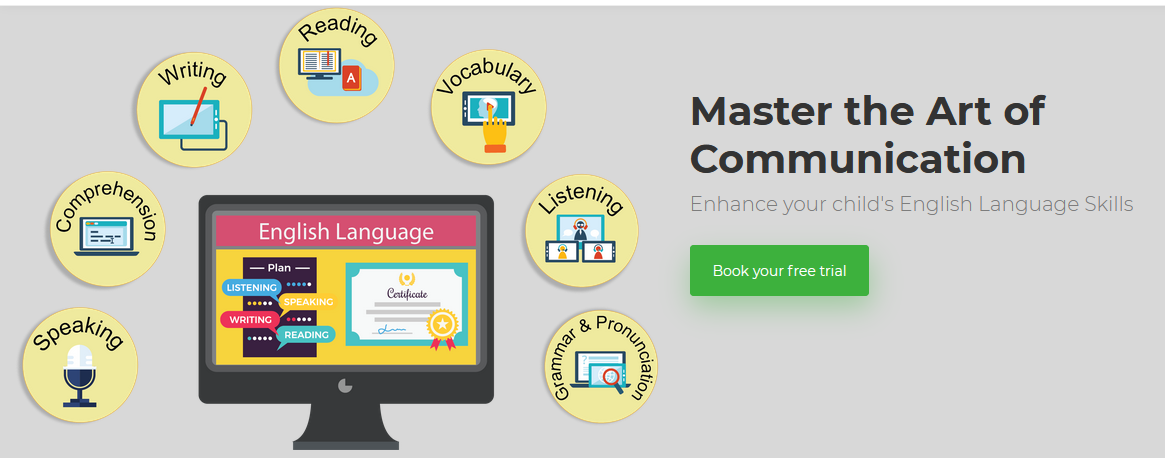 Reading
Writing
Vocabulary
Comprehension
Listening
Speaking
Grammar & Pronunciation
English Language
Plan
LISTENING
SPEAKING
WRITING
READING
Certificate
A
?
Master the Art of
Communication
Enhance your child's English Language Skills
Book your free trial